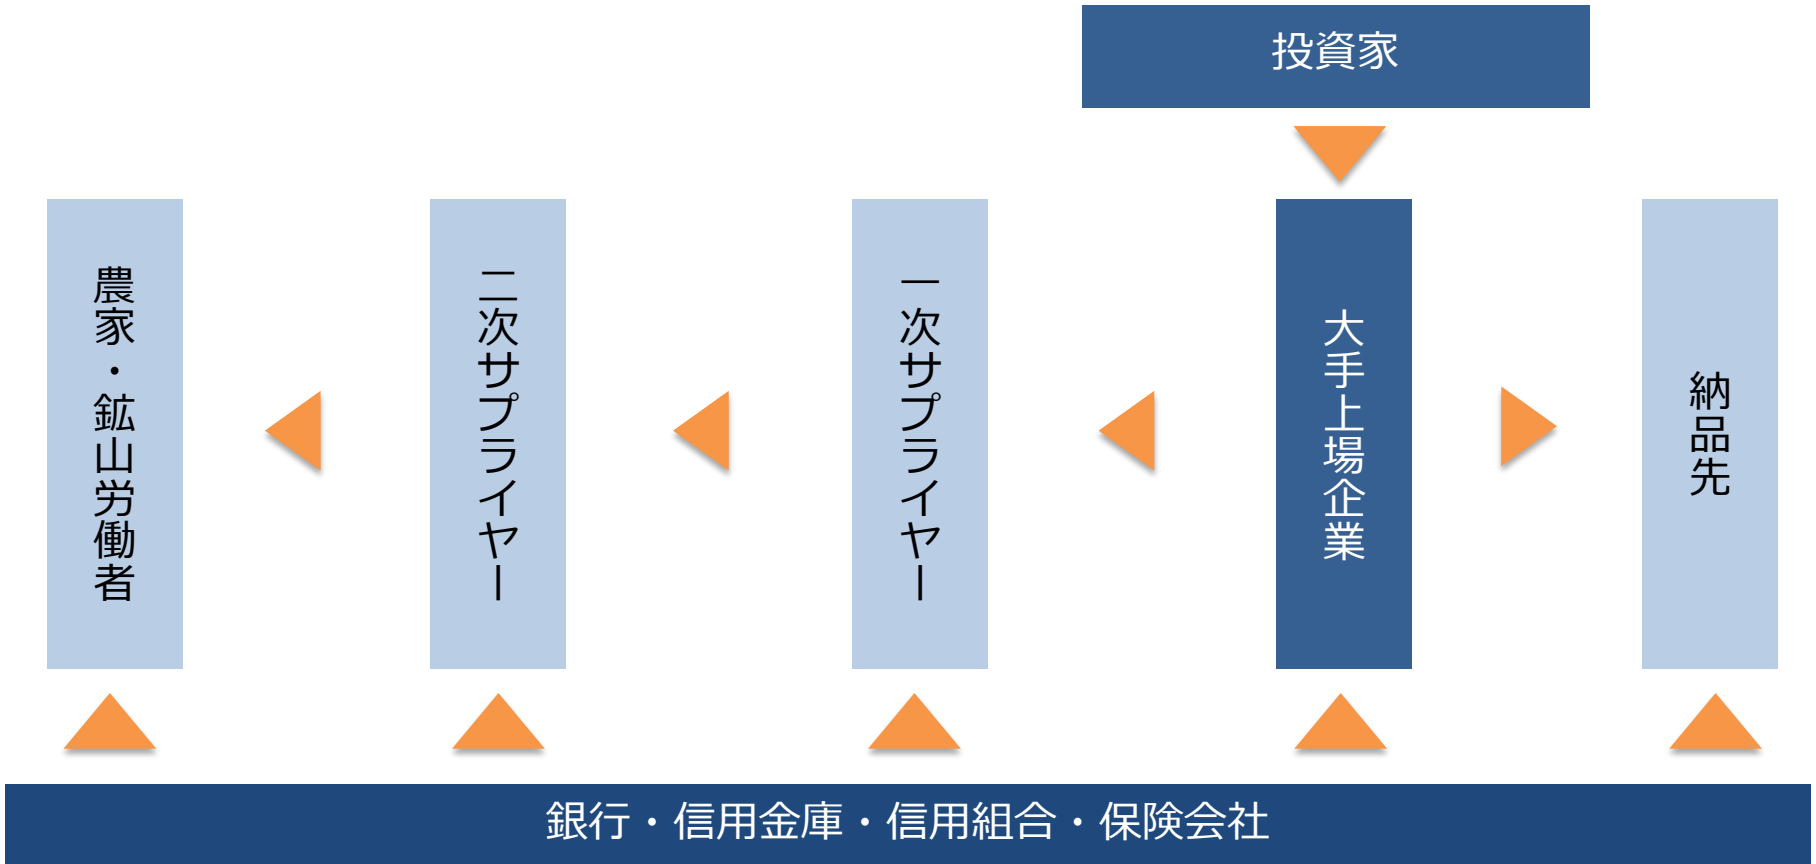 投資家
農家・鉱山労働者
二次サプライヤー
一次サプライヤー
大手上場企業
納品先
銀行・信用金庫・信用組合・保険会社